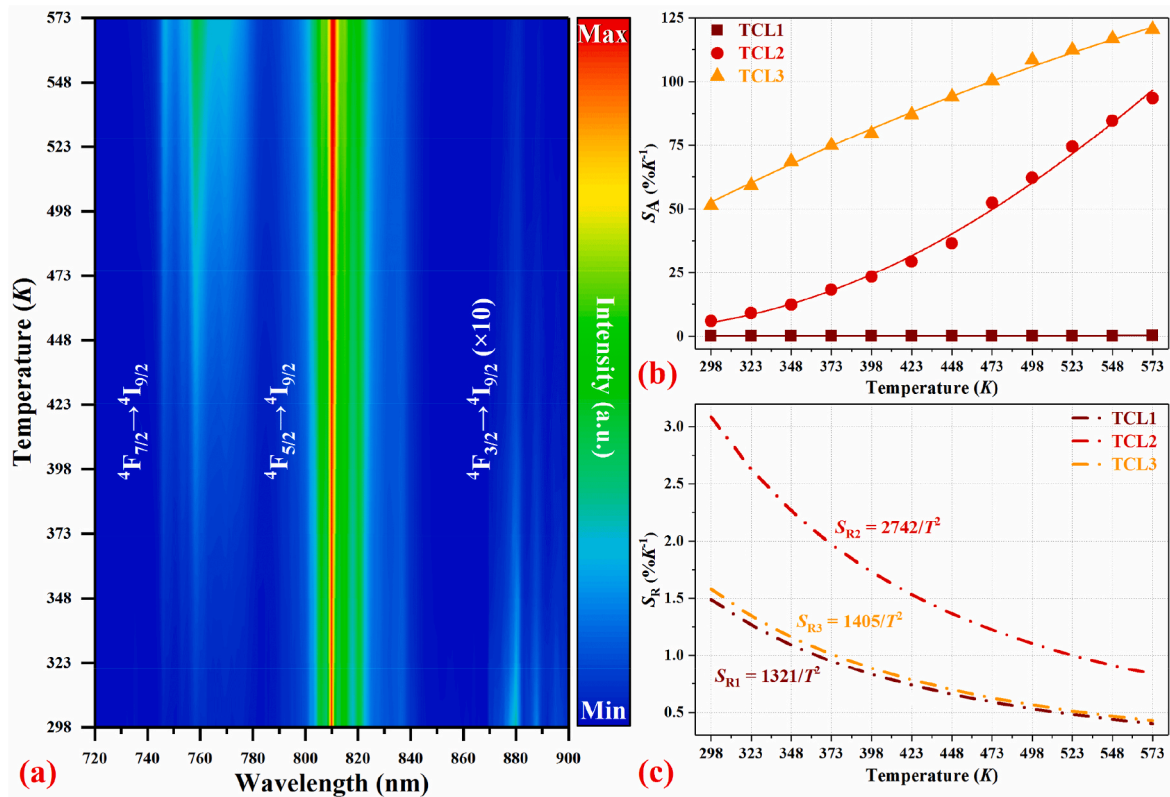 573
548
523
498
473
448
423
398
373
348
323
298
Temperature (K)
⁴F₇/₂→⁴I₉/₂
⁴F₅/₂→⁴I₉/₂
⁴F₃/₂→⁴I₉/₂ (×10)
720 740 760 780 800 820 840 860 880 900
Wavelength (nm)
(a)
Max
Intensity (a.u.)
Min
TCL1
TCL2
TCL3
125
100
75
50
25
0
S_A (%K⁻¹)
298 323 348 373 398 423 448 473 498 523 548 573
Temperature (K)
(b)
TCL1
TCL2
TCL3
3.0
2.5
2.0
1.5
1.0
0.5
S_R (%K⁻¹)
S_R2 = 2742/T²
S_R3 = 1405/T²
S_R1 = 1321/T²
298 323 348 373 398 423 448 473 498 523 548 573
Temperature (K)
(c)